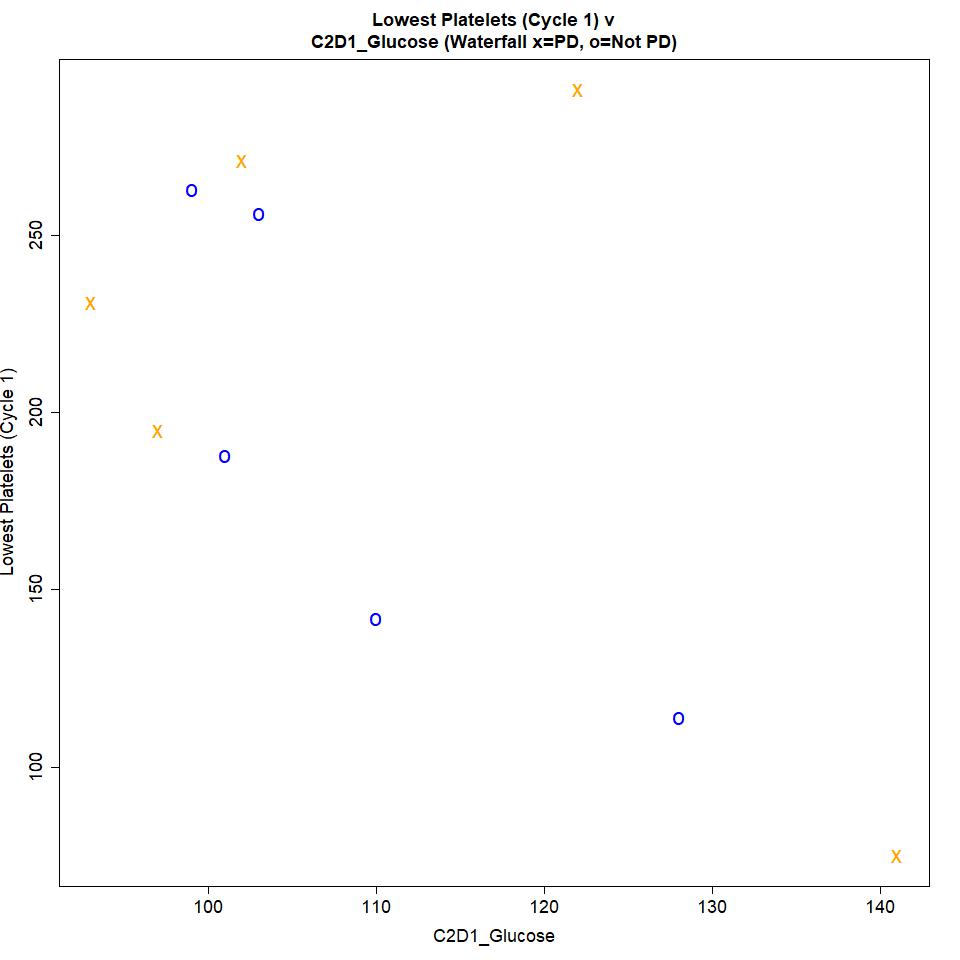 Lowest Platelets (Cycle 1) v
C2D1_Glucose (Waterfall x=PD, o=Not PD)
Lowest Platelets (Cycle 1)
250
200
150
100
x
x
o
o
x
x
o
o
o
x
100 110 120 130 140
C2D1_Glucose